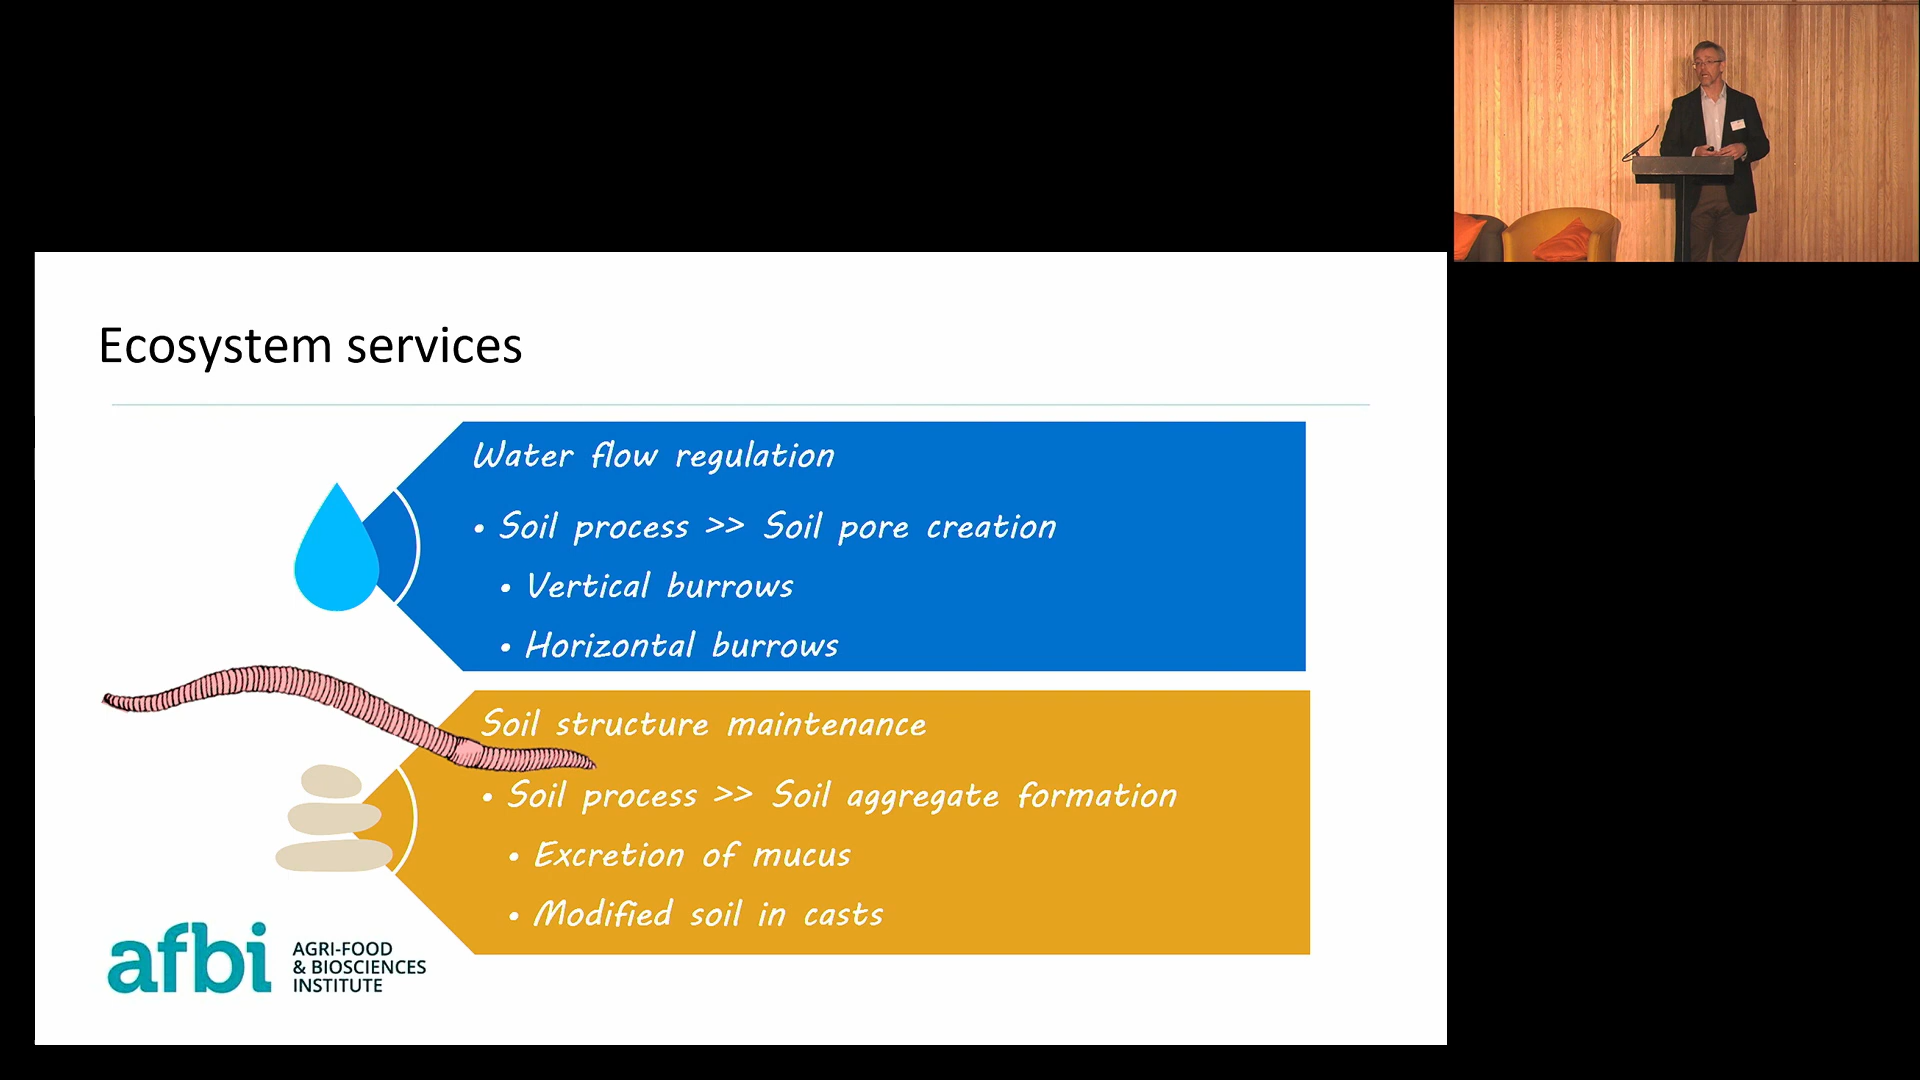 Ecosystem services
Water flow regulation
• Soil process >> Soil pore creation
• Vertical burrows
• Horizontal burrows
Soil structure maintenance
• Soil process >> Soil aggregate formation
• Excretion of mucus
• Modified soil in casts
afbi
AGRI-FOOD
& BIOSCIENCES
INSTITUTE